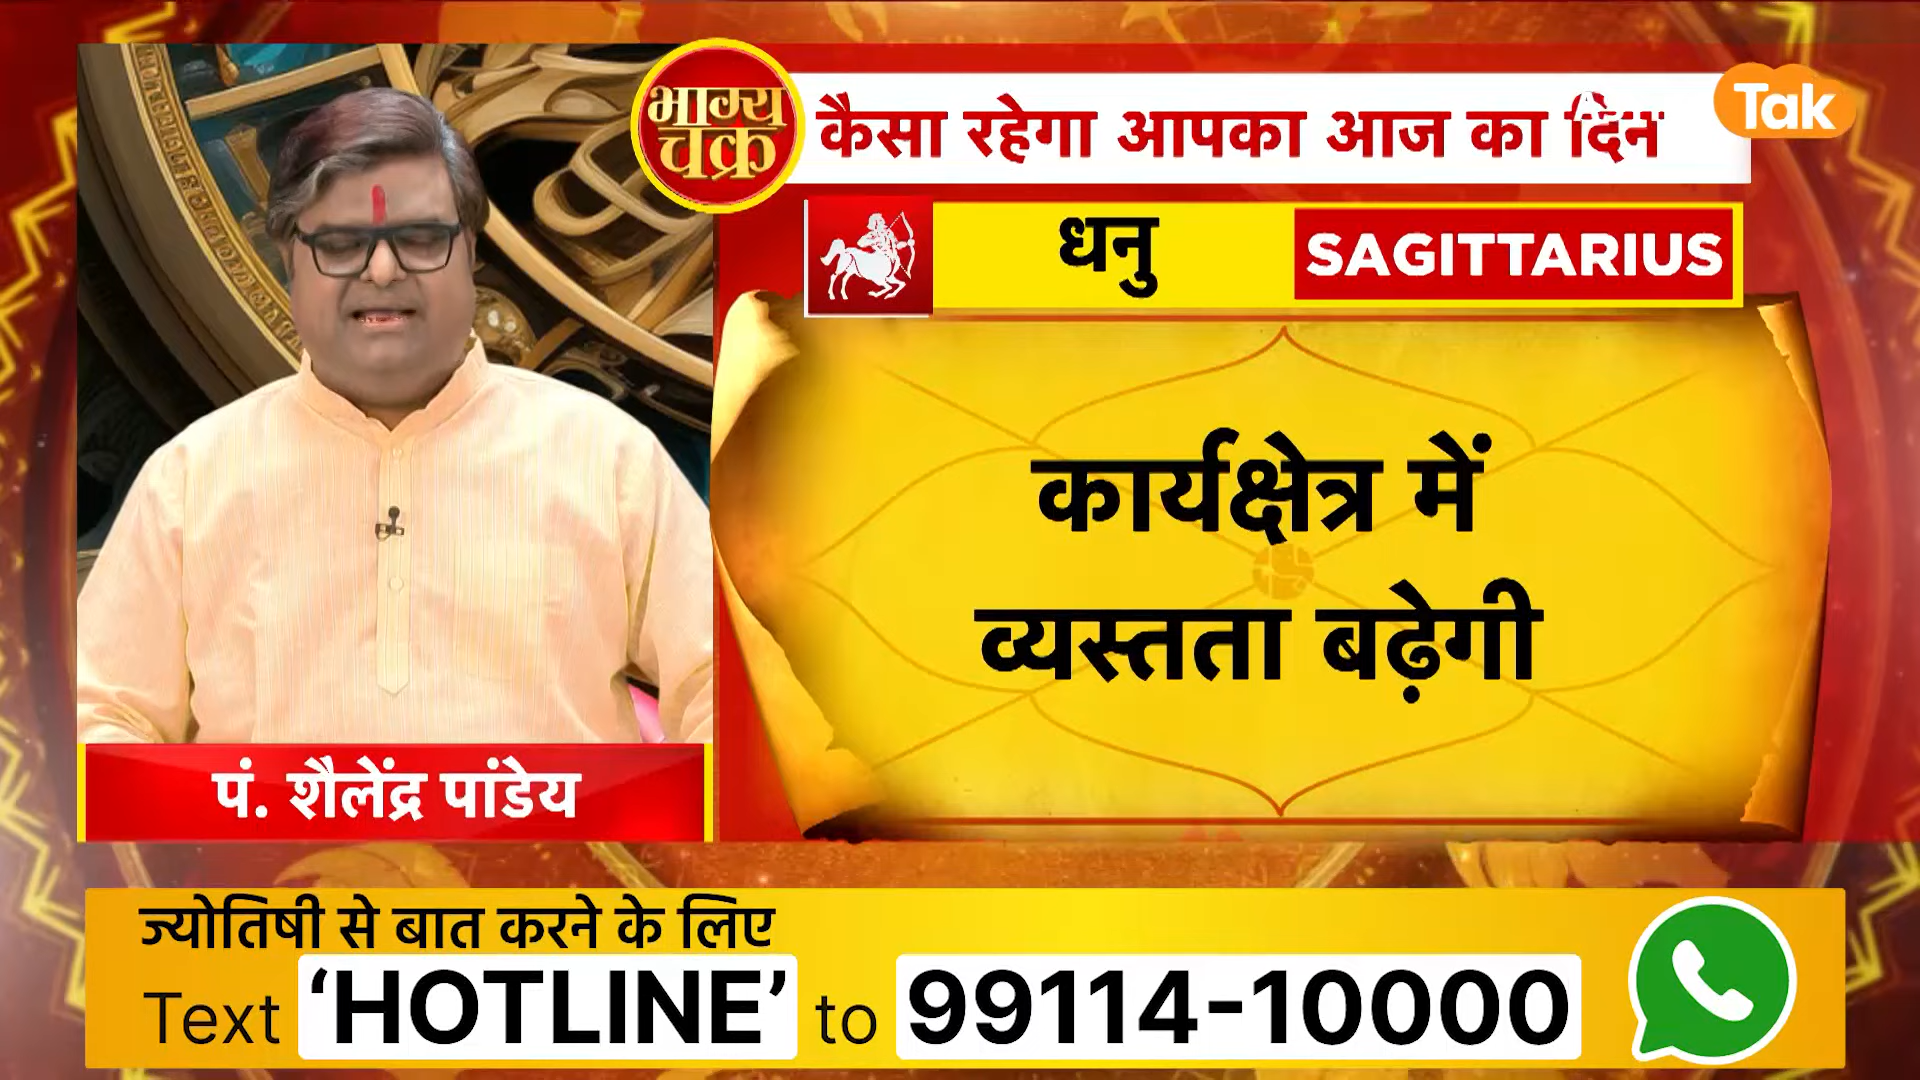 भाग्य
चक्र
कैसा रहेगा आपका आज का दिन
Tak
धनु
SAGITTARIUS
कार्यक्षेत्र में
व्यस्तता बढ़ेगी
पं. शैलेंद्र पांडेय
ज्योतिषी से बात करने के लिए
Text ‘HOTLINE’ to 99114-10000